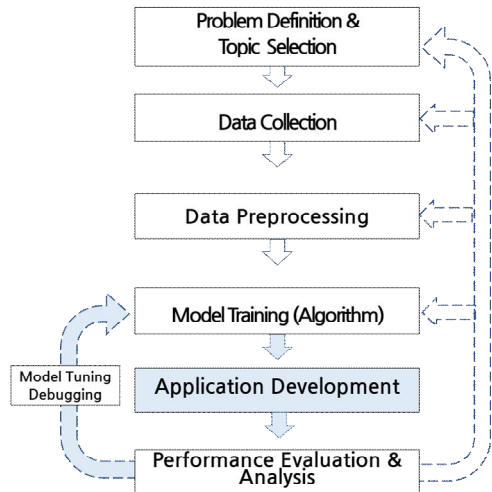 Problem Definition &
Topic Selection
Data Collection
Data Preprocessing
Model Training (Algorithm)
Model Tuning
Debugging
Application Development
Performance Evaluation &
Analysis